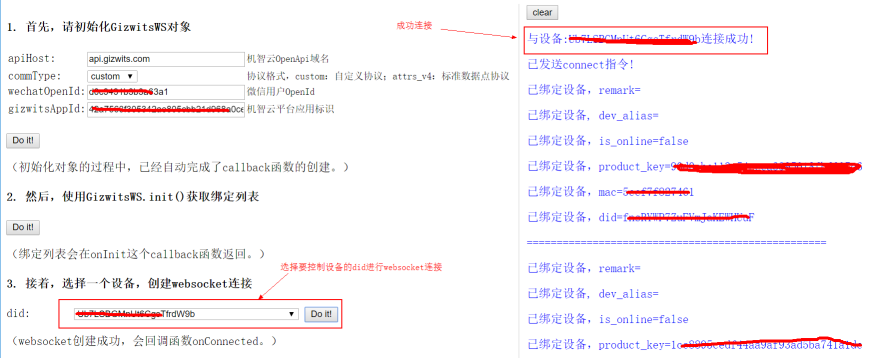 1. 首先，请初始化GizwitsWS对象
apiHost: api.gizwits.com 机智云OpenApi域名
commType: custom 协议格式，custom：自定义协议；attrs_v4：标准数据点协议
wechatOpenId: 微信用户OpenId
gizwitsAppId: 机智云平台应用标识
Do it!
（初始化对象的过程中，已经自动完成了callback函数的创建。）
2. 然后，使用GizwitsWS.init()获取绑定列表
Do it!
（绑定列表会在onInit这个callback函数返回。）
选择要控制设备的did进行websocket连接
3. 接着，选择一个设备，创建websocket连接
did: Do it!
（websocket创建成功，会回调函数onConnected。）
成功连接
clear
与设备:连接成功！
已发送connect指令!
已绑定设备，remark=
已绑定设备, dev_alias=
已绑定设备，is_online=false
已绑定设备，product_key=
已绑定设备，mac=
已绑定设备，did=
==============================================
已绑定设备，remark=
已绑定设备, dev_alias=
已绑定设备，is_online=false
已绑定设备，product_key=